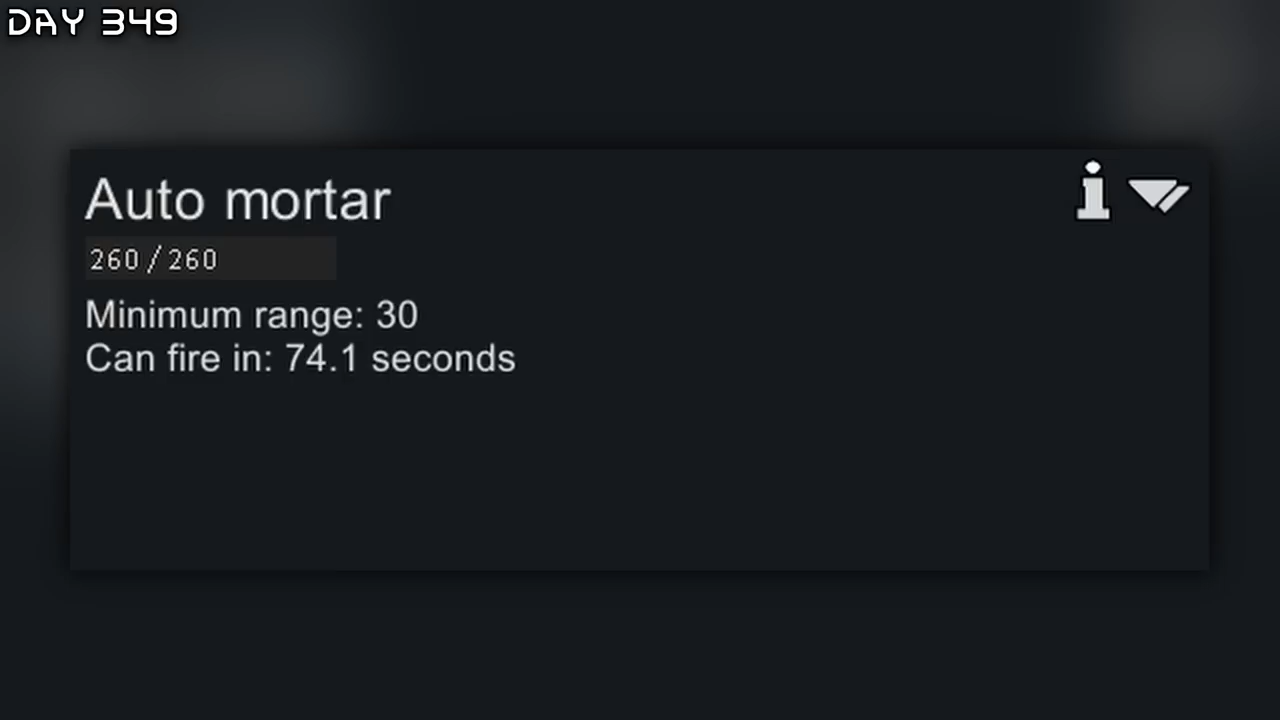 DAY 349
Auto mortar
260 / 260
Minimum range: 30
Can fire in: 74.1 seconds